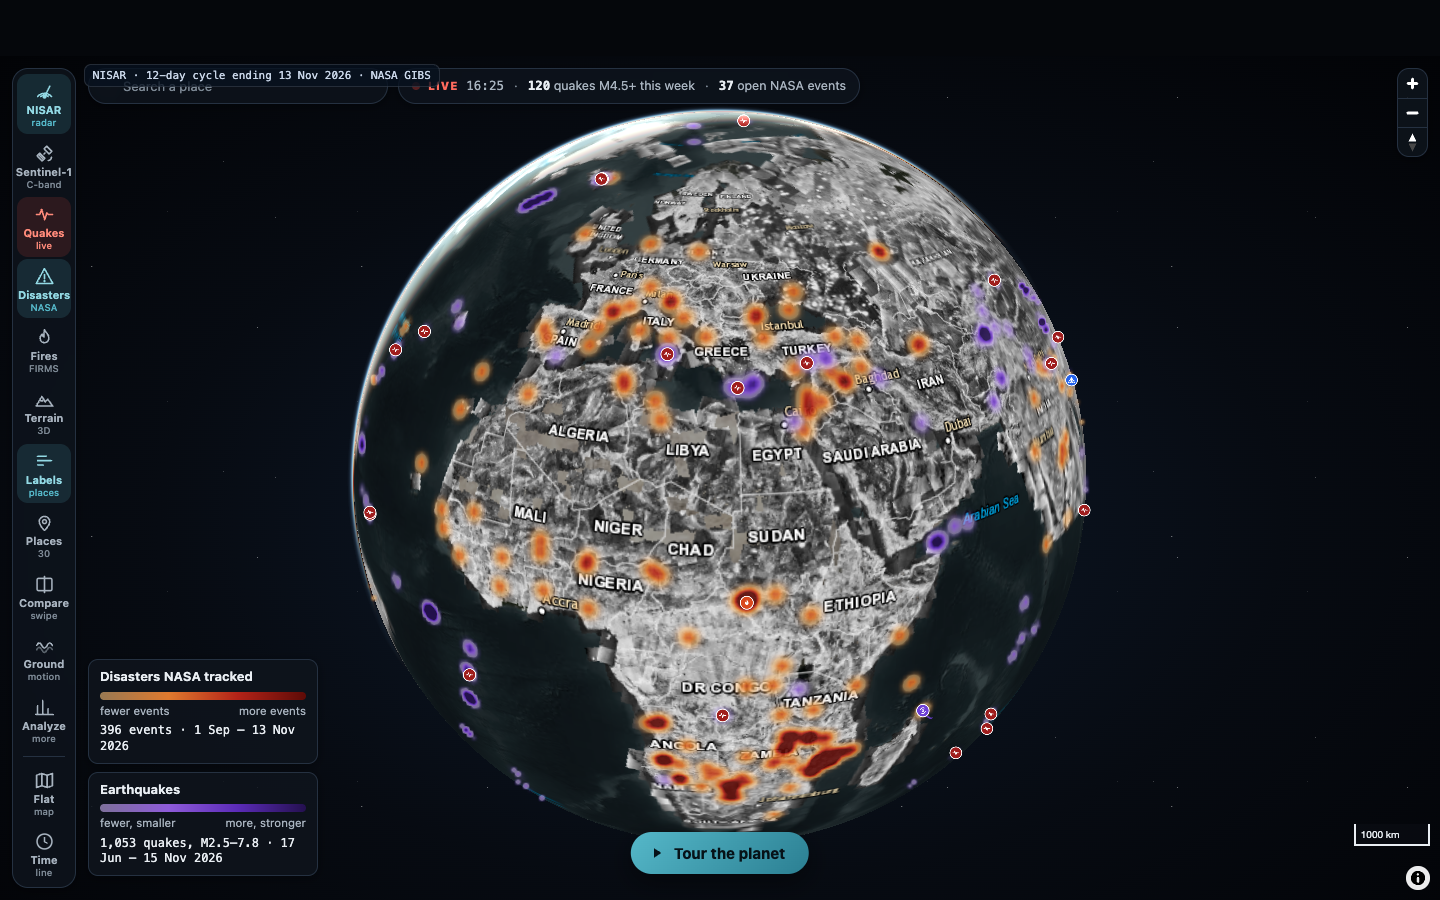 NISAR · 12-day cycle ending 13 Nov 2026 · NASA GIBS
Search a place
LIVE 16:25 · 120 quakes M4.5+ this week · 37 open NASA events
NISAR
radar
Sentinel-1
C-band
Quakes
live
Disasters
NASA
Fires
FIRMS
Terrain
3D
Labels
places
Places
30
Compare
swipe
Ground
motion
Analyze
more
Flat
map
Time
line
UNITED
KINGDOM
GERMANY
Warsaw
Paris
UKRAINE
FRANCE
Madrid
ITALY
Istanbul
GREECE
TURKEY
Baghdad
IRAN
ALGERIA
LIBYA
EGYPT
SAUDI ARABIA
Dubai
Arabian Sea
MALI
NIGER
CHAD
SUDAN
NIGERIA
Accra
ETHIOPIA
DR CONGO
TANZANIA
ANGOLA
Disasters NASA tracked
fewer events more events
396 events · 1 Sep – 13 Nov
2026
Earthquakes
fewer, smaller more, stronger
1,053 quakes, M2.5–7.8 · 17
Jun – 15 Nov 2026
Tour the planet
1000 km